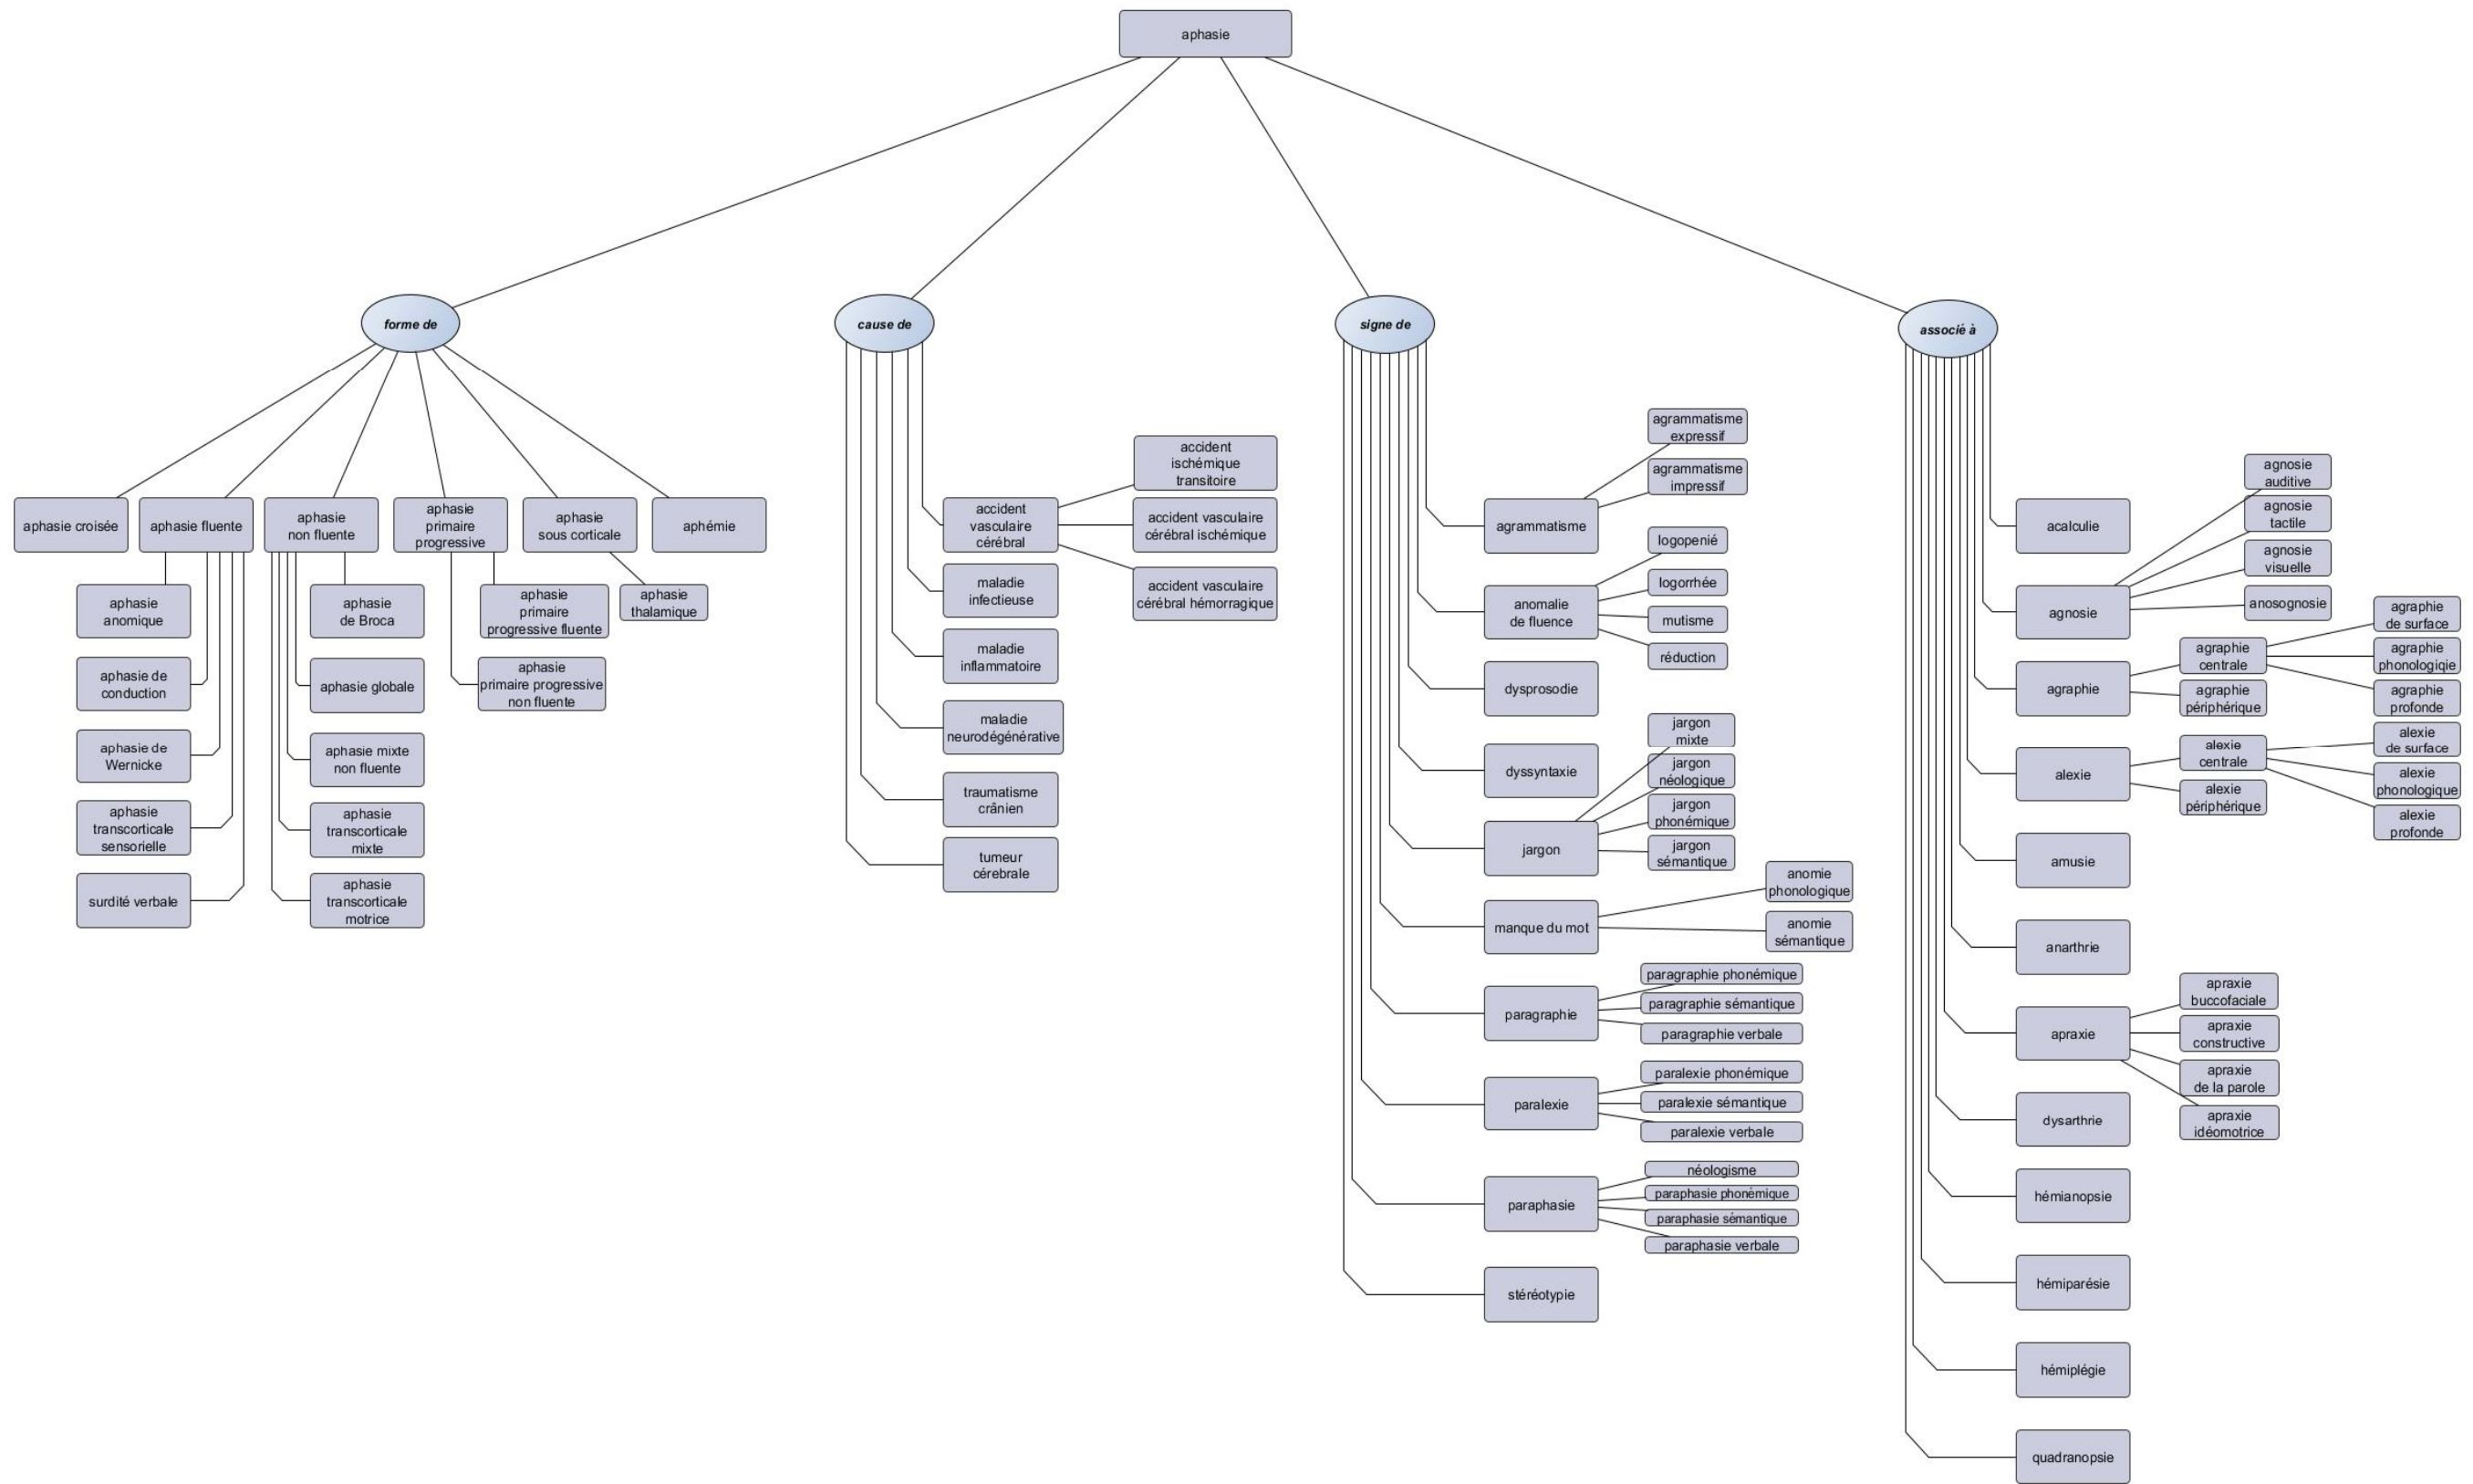 aphasie
forme de
cause de
signe de
associé à
aphasie croisée
aphasie fluente
aphasie
non fluente
aphasie
primaire
progressive
aphasie
sous corticale
aphémie
aphasie
anomique
aphasie de
conduction
aphasie de
Wernicke
aphasie
transcorticale
sensorielle
surdité verbale
aphasie
de Broca
aphasie globale
aphasie mixte
non fluente
aphasie
transcorticale
mixte
aphasie
transcorticale
motrice
aphasie
primaire
progressive fluente
aphasie
primaire progressive
non fluente
aphasie
thalamique
accident
vasculaire
cérébral
accident
ischémique
transitoire
accident vasculaire
cérébral ischémique
accident vasculaire
cérébral hémorragique
maladie
infectieuse
maladie
inflammatoire
maladie
neurodégénérative
traumatisme
crânien
tumeur
cérebrale
agrammatisme
agrammatisme
expressif
agrammatisme
impressif
anomalie
de fluence
logopenié
logorrhée
mutisme
réduction
dysprosodie
dyssyntaxie
jargon
jargon
mixte
jargon
néologique
jargon
phonémique
jargon
sémantique
manque du mot
anomie
phonologique
anomie
sémantique
paragraphie
paragraphie phonémique
paragraphie sémantique
paragraphie verbale
paralexie
paralexie phonémique
paralexie sémantique
paralexie verbale
paraphasie
néologisme
paraphasie phonémique
paraphasie sémantique
paraphasie verbale
stéréotypie
acalculie
agnosie
agnosie
auditive
agnosie
tactile
agnosie
visuelle
anosognosie
agraphie
agraphie
centrale
agraphie
de surface
agraphie
phonologiqie
agraphie
profonde
agraphie
périphérique
alexie
alexie
centrale
alexie
de surface
alexie
phonologique
alexie
profonde
alexie
périphérique
amusie
anarthrie
apraxie
apraxie
buccofaciale
apraxie
constructive
apraxie
de la parole
apraxie
idéomotrice
dysarthrie
hémianopsie
hémiparésie
hémiplégie
quadranopsie